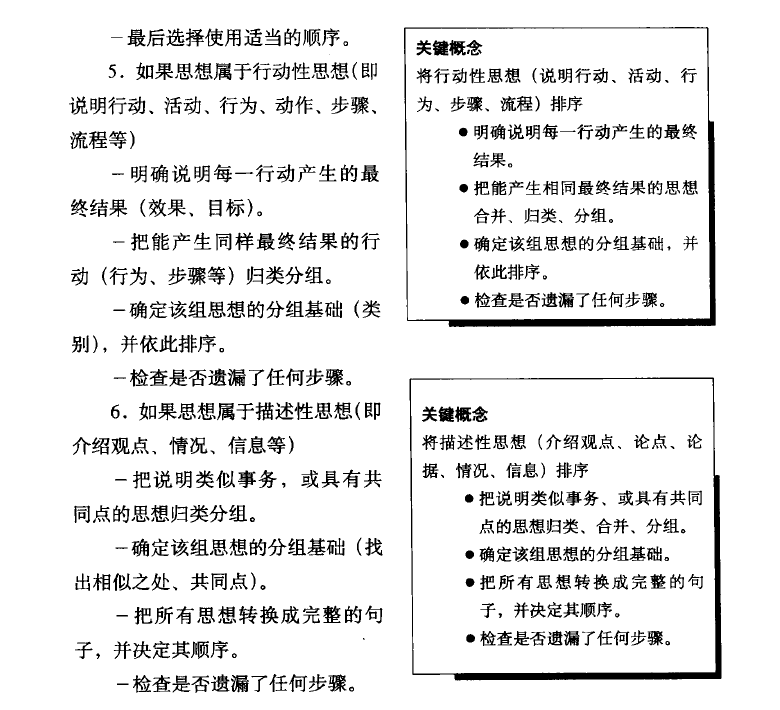 －最后选择使用适当的顺序。
5．如果思想属于行动性思想(即
说明行动、活动、行为、动作、步骤、
流程等)
－明确说明每一行动产生的最
终结果（效果、目标）。
－把能产生同样最终结果的行
动（行为、步骤等）归类分组。
－确定该组思想的分组基础（类
别），并依此排序。
－检查是否遗漏了任何步骤。
6．如果思想属于描述性思想(即
介绍观点、情况、信息等)
－把说明类似事务，或具有共
同点的思想归类分组。
－确定该组思想的分组基础（找
出相似之处、共同点）。
－把所有思想转换成完整的句
子，并决定其顺序。
－检查是否遗漏了任何步骤。
关键概念
将行动性思想（说明行动、活动、行
为、步骤、流程）排序
●明确说明每一行动产生的最终
结果。
●把能产生相同最终结果的思想
合并、归类、分组。
●确定该组思想的分组基础，并
依此排序。
●检查是否遗漏了任何步骤。
关键概念
将描述性思想（介绍观点、论点、论
据、情况、信息）排序
●把说明类似事务、或具有共同
点的思想归类、合并、分组。
●确定该组思想的分组基础。
●把所有思想转换成完整的句
子，并决定其顺序。
●检查是否遗漏了任何步骤。